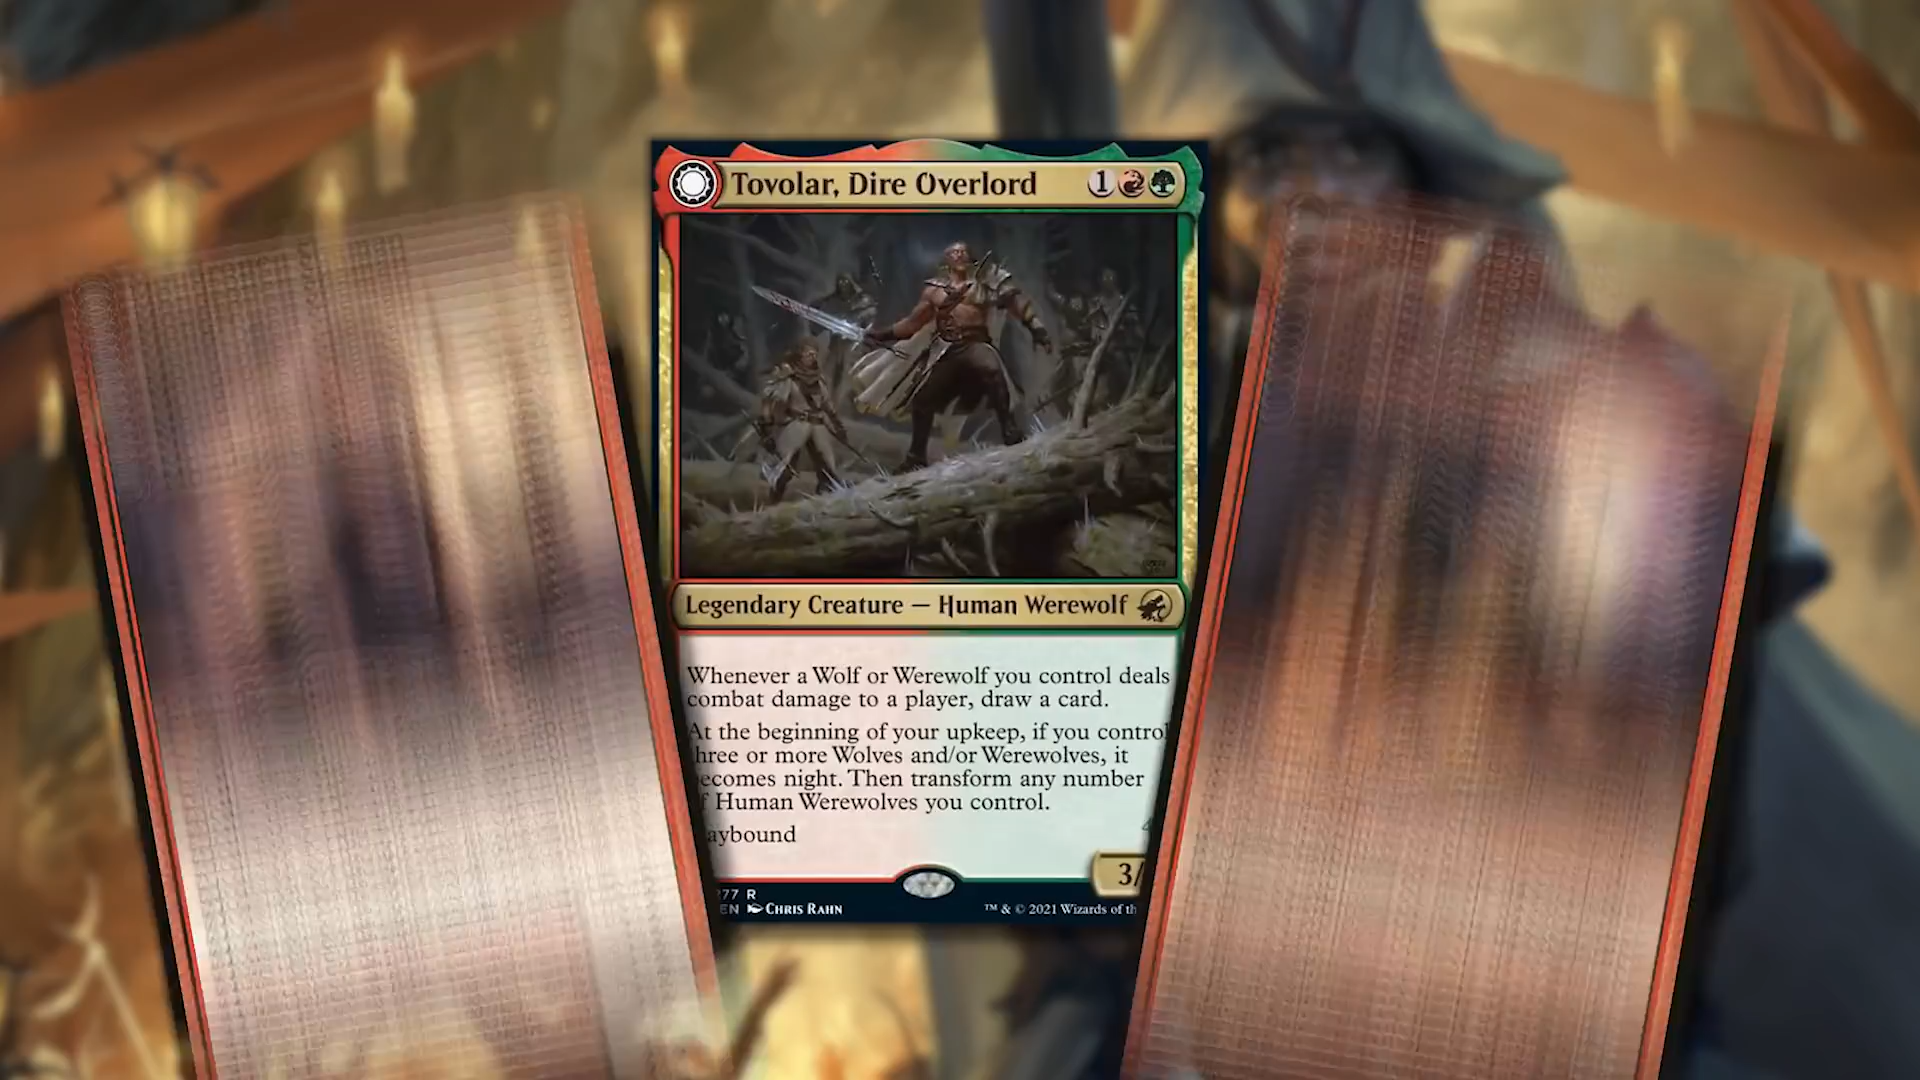 Tovolar, Dire Overlord 1
Legendary Creature — Human Werewolf
Whenever a Wolf or Werewolf you control deals
combat damage to a player, draw a card.
At the beginning of your upkeep, if you control
hree or more Wolves and/or Werewolves, it
ecomes night. Then transform any number
f Human Werewolves you control.
aybound
3/
277 R
EN Chris Rahn ™ & © 2021 Wizards of th